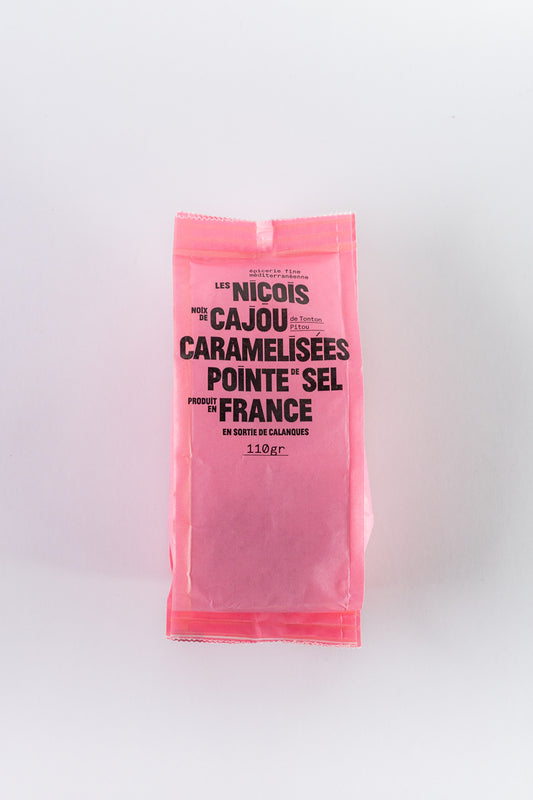 épicerie fine
méditerranéenne
LES NIÇOIS
NOIX DE CAJOU de Tonton Pitou
CARAMELISÉES
POINTE DE SEL
PRODUIT EN FRANCE
EN SORTIE DE CALANQUES
110gr